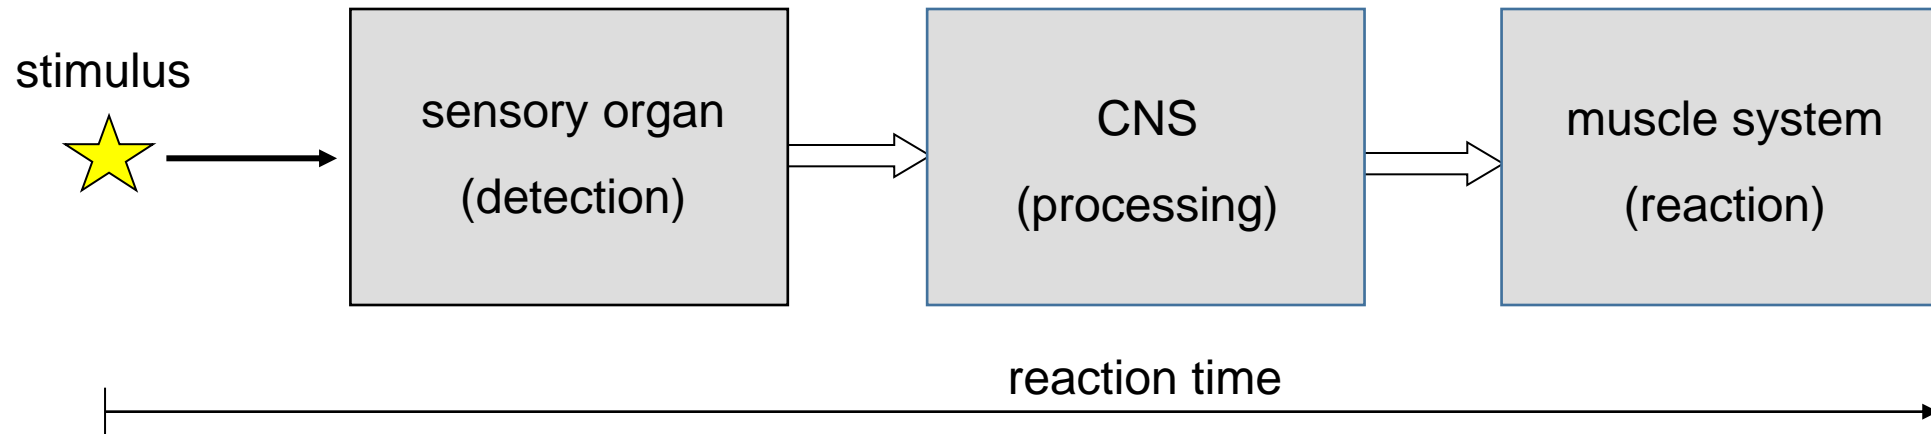 stimulus
sensory organ
(detection)
CNS
(processing)
muscle system
(reaction)
reaction time